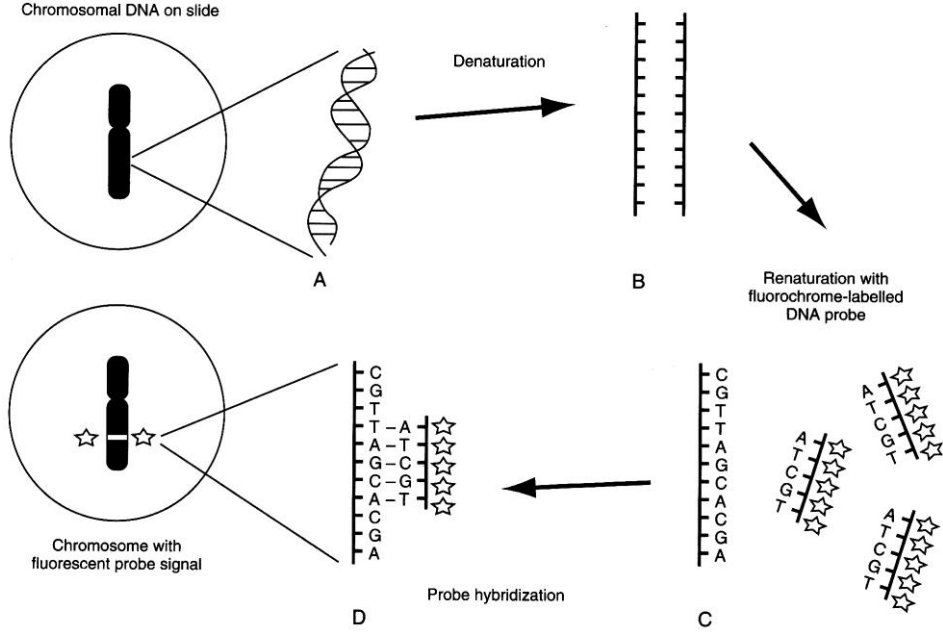 Chromosomal DNA on slide
Denaturation
A
B
Renaturation with
fluorochrome-labelled
DNA probe
C
G
T
T
A
G
C
A
C
G
A
A
T
C
G
T
C
G
T
T
A
G
C
A
C
G
A
A
T
C
G
T
A
T
C
G
T
A
T
C
G
T
Chromosome with
fluorescent probe signal
Probe hybridization
D
C